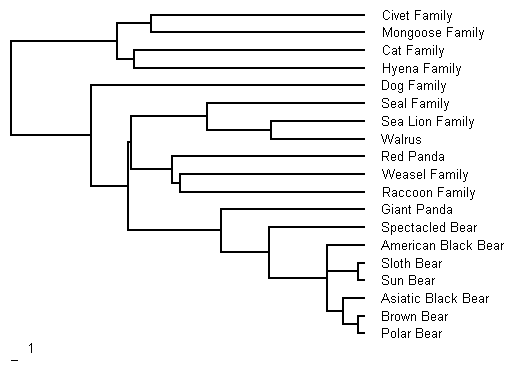 Civet Family
Mongoose Family
Cat Family
Hyena Family
Dog Family
Seal Family
Sea Lion Family
Walrus
Red Panda
Weasel Family
Raccoon Family
Giant Panda
Spectacled Bear
American Black Bear
Sloth Bear
Sun Bear
Asiatic Black Bear
Brown Bear
Polar Bear
1